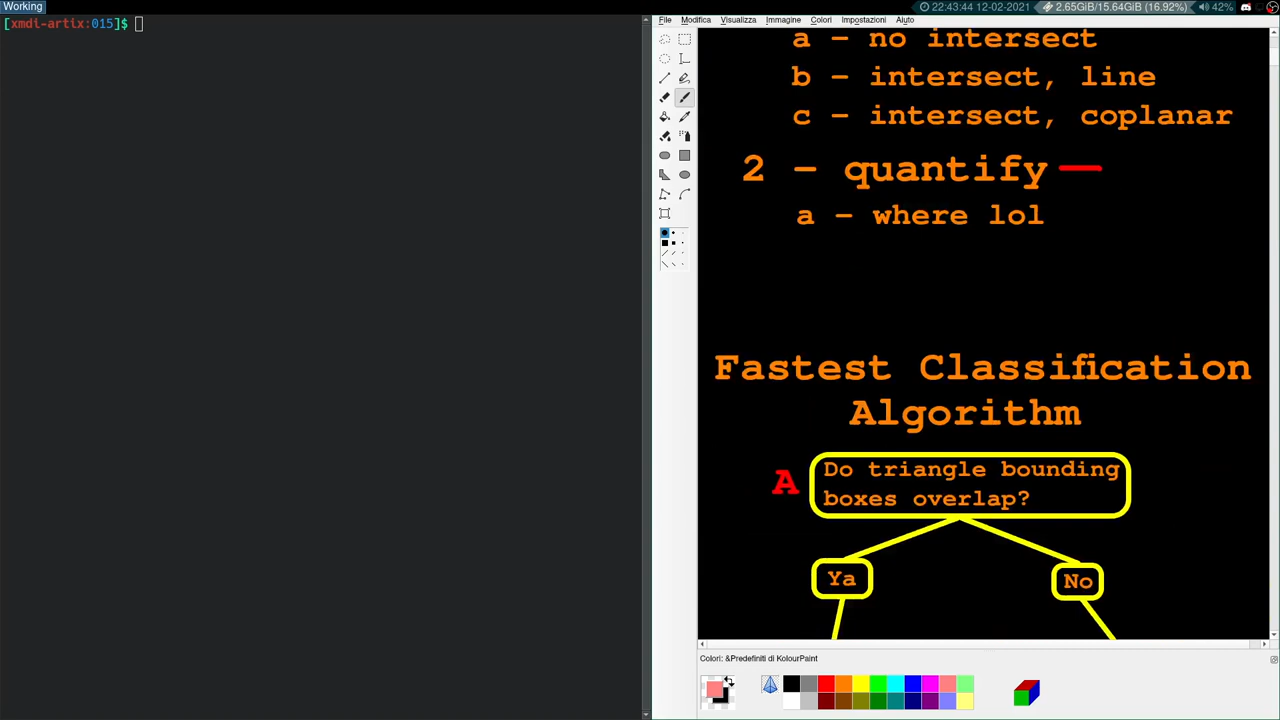 Working
22:43:44 12-02-2021
2.65GiB/15.64GiB (16.92%)
42%
[xmdi-artix:015]$
File Modifica Visualizza Immagine Colori Impostazioni Aiuto
a - no intersect
b - intersect, line
c - intersect, coplanar
2 - quantify
a - where lol
Fastest Classification
Algorithm
A
Do triangle bounding
boxes overlap?
Ya
No
Colori: &Predefiniti di KolourPaint